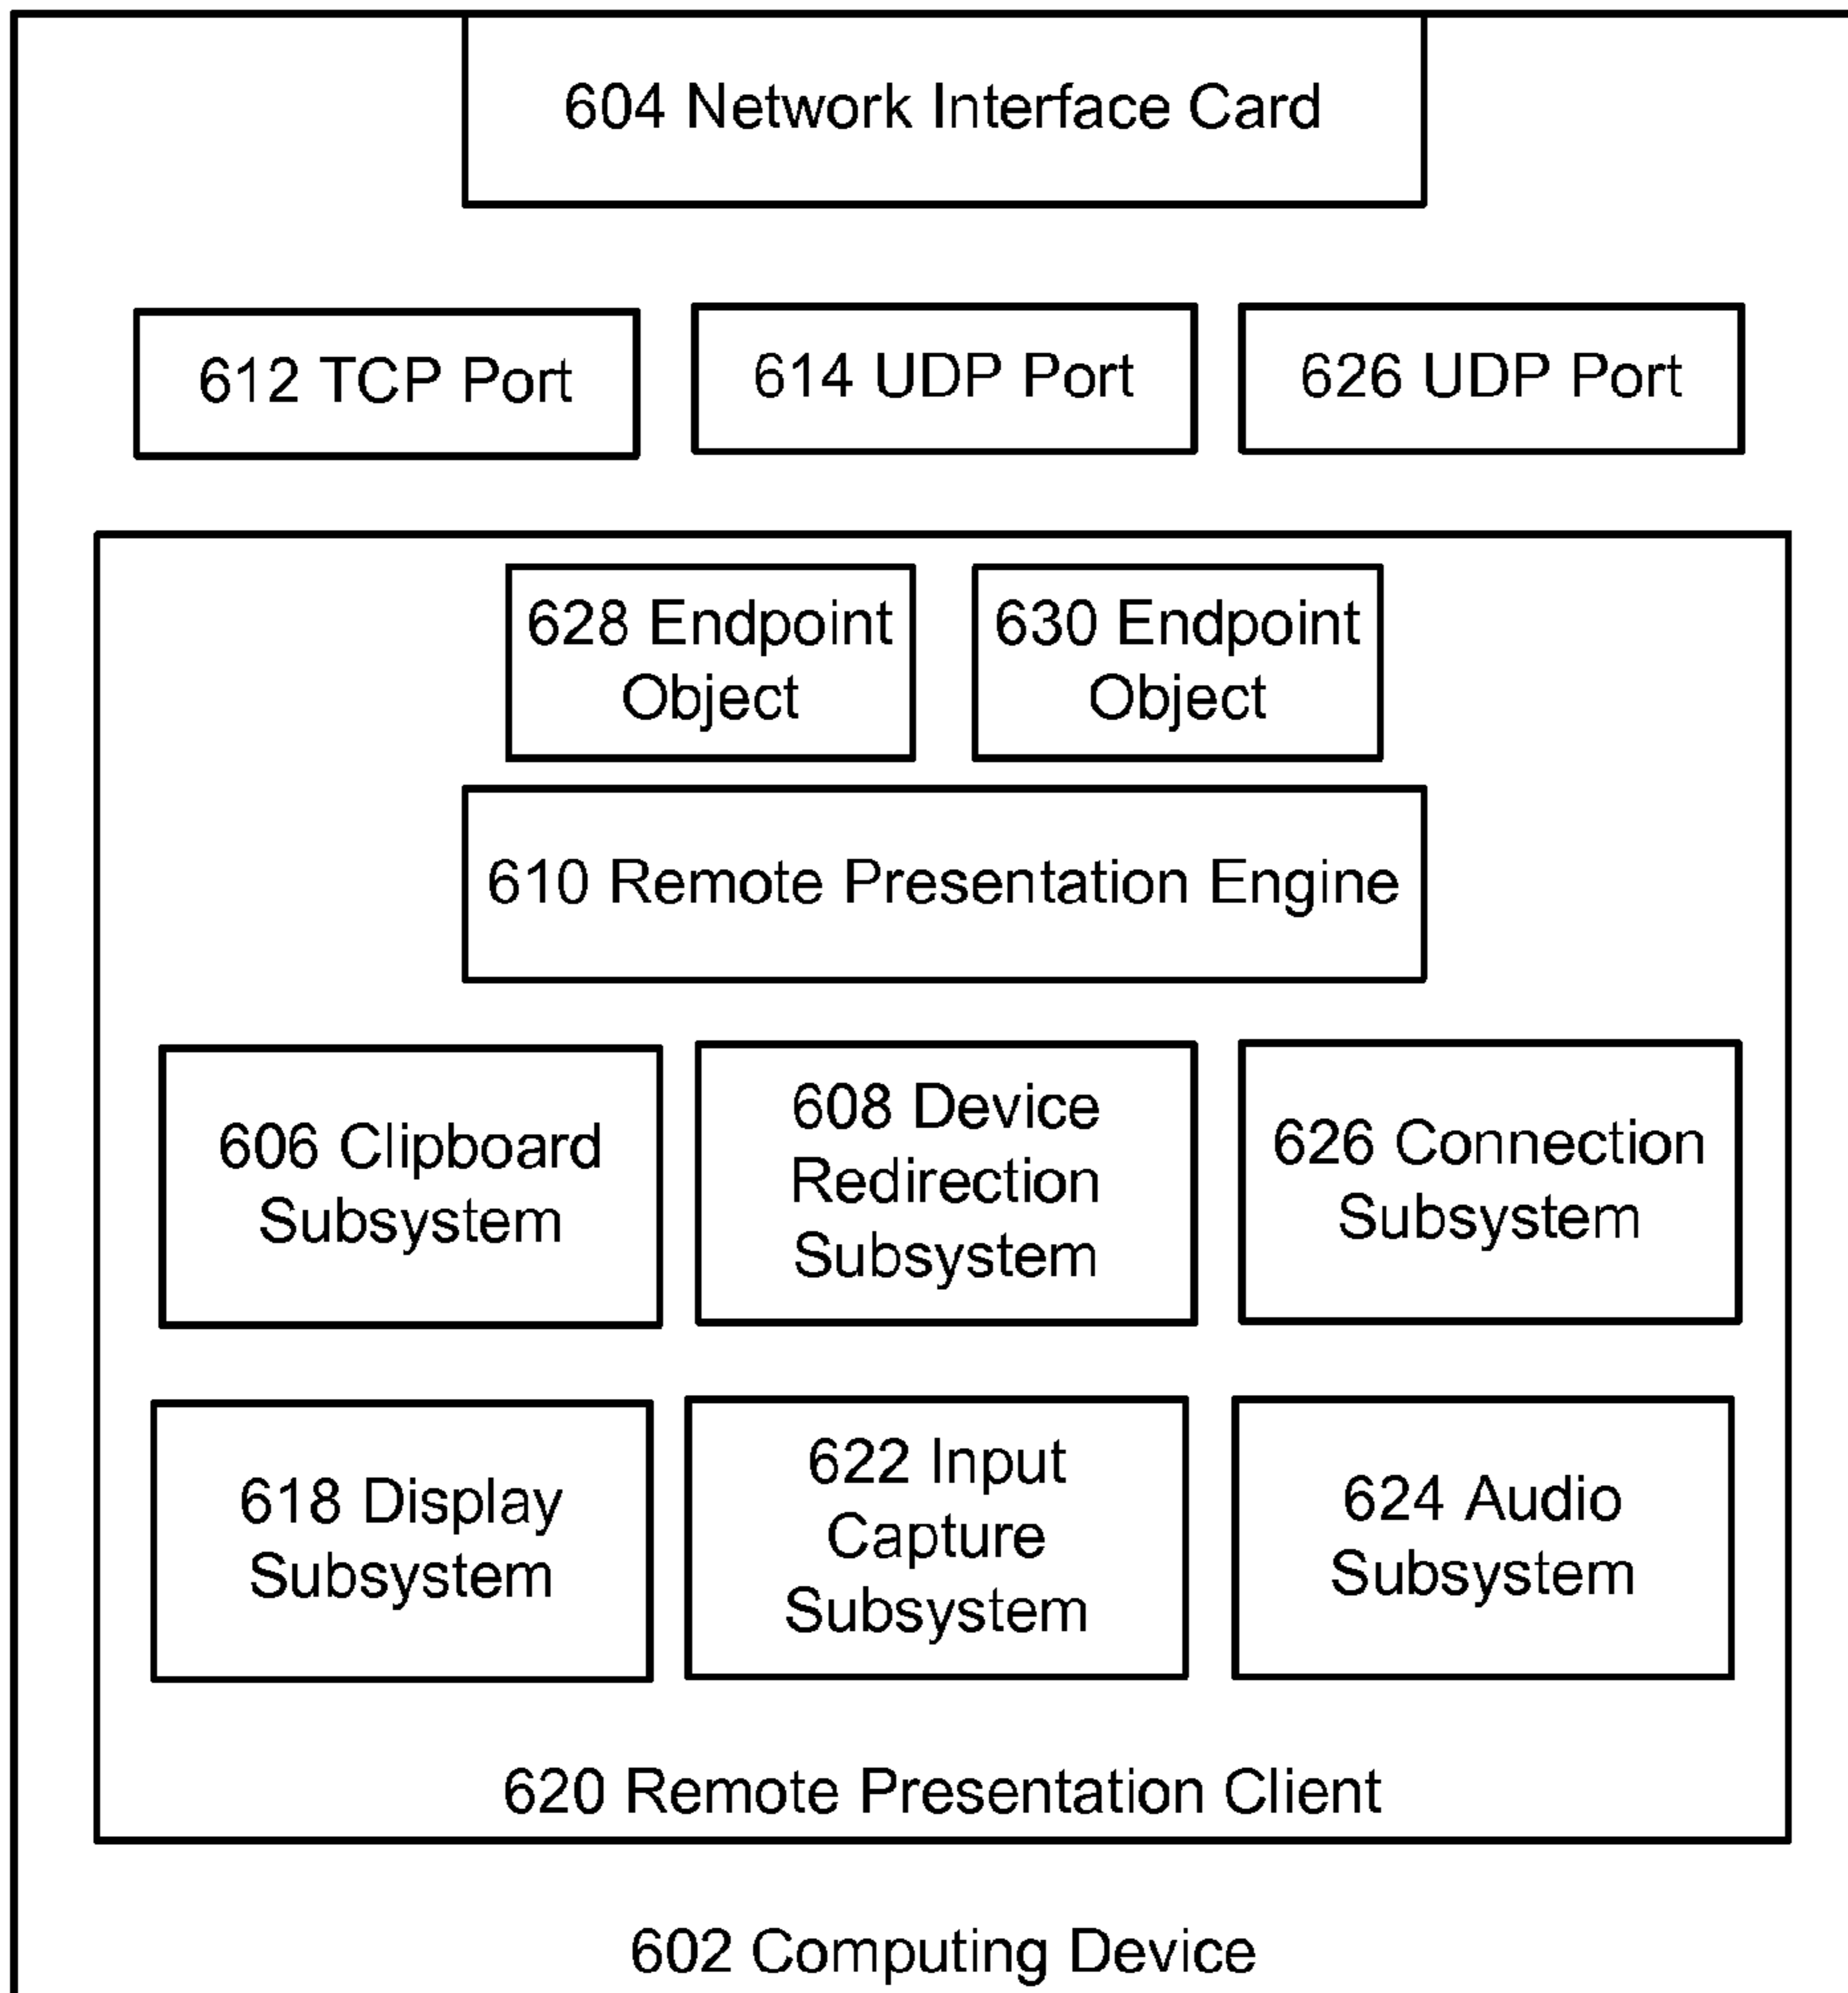 604 Network Interface Card
612 TCP Port
614 UDP Port
626 UDP Port
628 Endpoint
Object
630 Endpoint
Object
610 Remote Presentation Engine
606 Clipboard
Subsystem
608 Device
Redirection
Subsystem
626 Connection
Subsystem
618 Display
Subsystem
622 Input
Capture
Subsystem
624 Audio
Subsystem
620 Remote Presentation Client
602 Computing Device